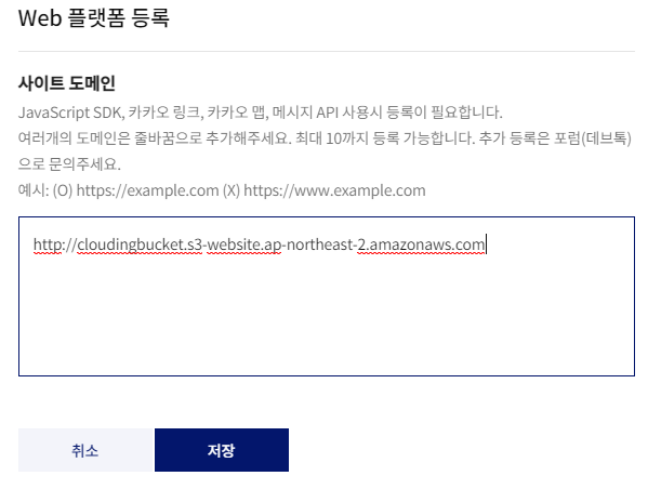 Web 플랫폼 등록
사이트 도메인
JavaScript SDK, 카카오 링크, 카카오 맵, 메시지 API 사용시 등록이 필요합니다.
여러개의 도메인은 줄바꿈으로 추가해주세요. 최대 10까지 등록 가능합니다. 추가 등록은 포럼(데브톡)
으로 문의주세요.
예시: (O) https://example.com (X) https://www.example.com
http://cloudingbucket.s3-website.ap-northeast-2.amazonaws.com
취소 저장